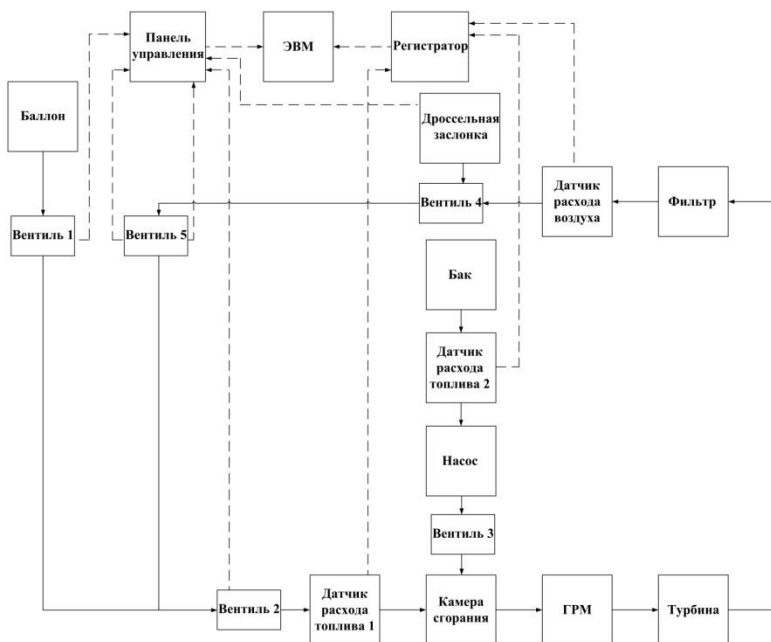 Панель
управления
ЭВМ
Регистратор
Баллон
Дроссельная
заслонка
Вентиль 1
Вентиль 5
Вентиль 4
Датчик
расхода
воздуха
Фильтр
Бак
Датчик
расхода
топлива 2
Насос
Вентиль 3
Вентиль 2
Датчик
расхода
топлива 1
Камера
сгорания
ГРМ
Турбина